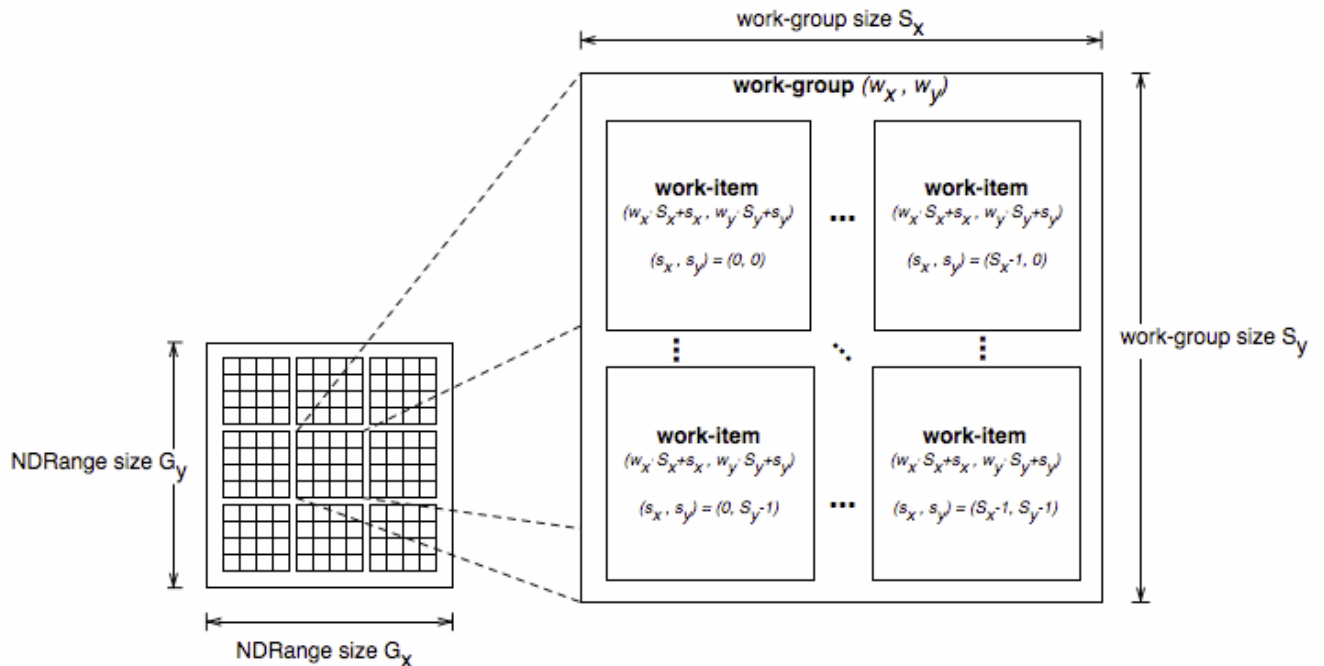 work-group size Sx
work-group (wx , wy)
work-item
(wx· Sx+sx , wy· Sy+sy)
(sx , sy) = (0, 0)
...
work-item
(wx· Sx+sx , wy· Sy+sy)
(sx , sy) = (Sx-1, 0)
work-group size Sy
work-item
(wx· Sx+sx , wy· Sy+sy)
(sx , sy) = (0, Sy-1)
...
work-item
(wx· Sx+sx , wy· Sy+sy)
(sx , sy) = (Sx-1, Sy-1)
NDRange size Gy
NDRange size Gx